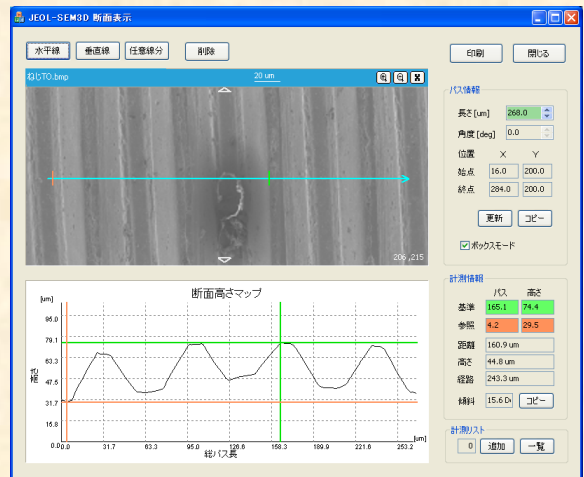 JEOL-SEM3D 断面表示
水平線 垂直線 任意線分 削除 印刷 閉じる
ねじTO.bmp 20 um
206 ,215
パス情報
長さ[um] 268.0
角度[deg] 0.0
位置 X Y
始点 16.0 200.0
終点 284.0 200.0
更新 コピー
ボックスモード
断面高さマップ
[um]
95.0
79.1
63.3
47.5
31.7
16.8
0.0
高さ
0.0 31.7 63.3 95.0 126.6 158.3 189.9 221.6 253.2
[um]
総パス長
計測情報
パス 高さ
基準 165.1 74.4
参照 4.2 29.5
距離 160.9 um
高さ 44.8 um
経路 243.3 um
傾斜 15.6 De コピー
計測リスト
0 追加 一覧